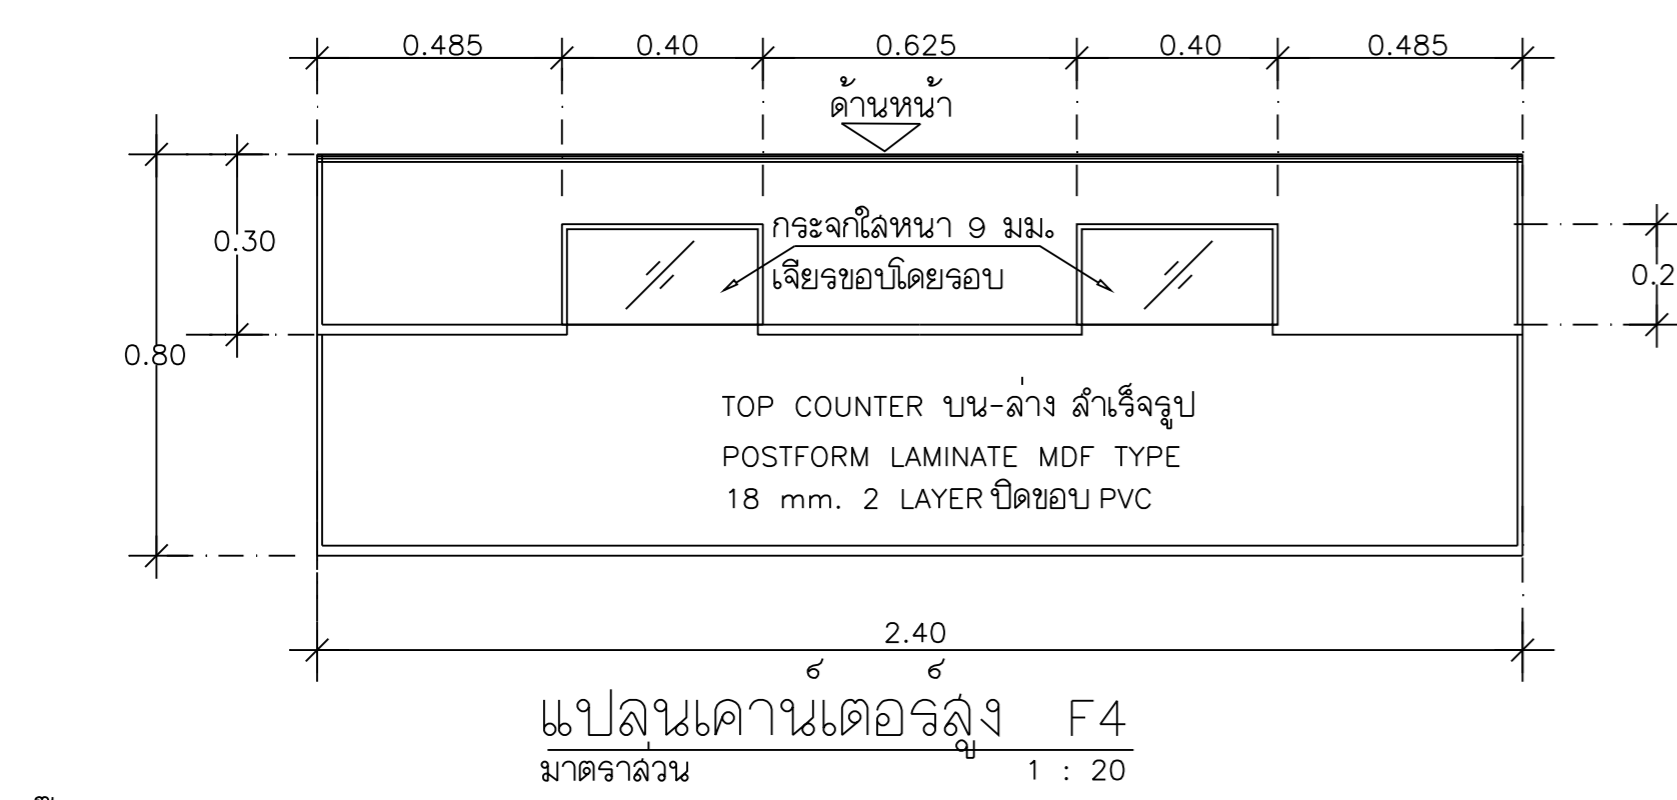 0.485 0.40 0.625 0.40 0.485
ด้านหน้า
กระจกใสหนา 9 มม.
0.30
เจียรขอบโดยรอบ
0.2
0.80
TOP COUNTER บน-ล่าง สำเร็จรูป
POSTFORM LAMINATE MDF TYPE
18 mm. 2 LAYER ปิดขอบ PVC
2.40
แปลนเคาน์เตอร์สูง F4
มาตราส่วน 1 : 20